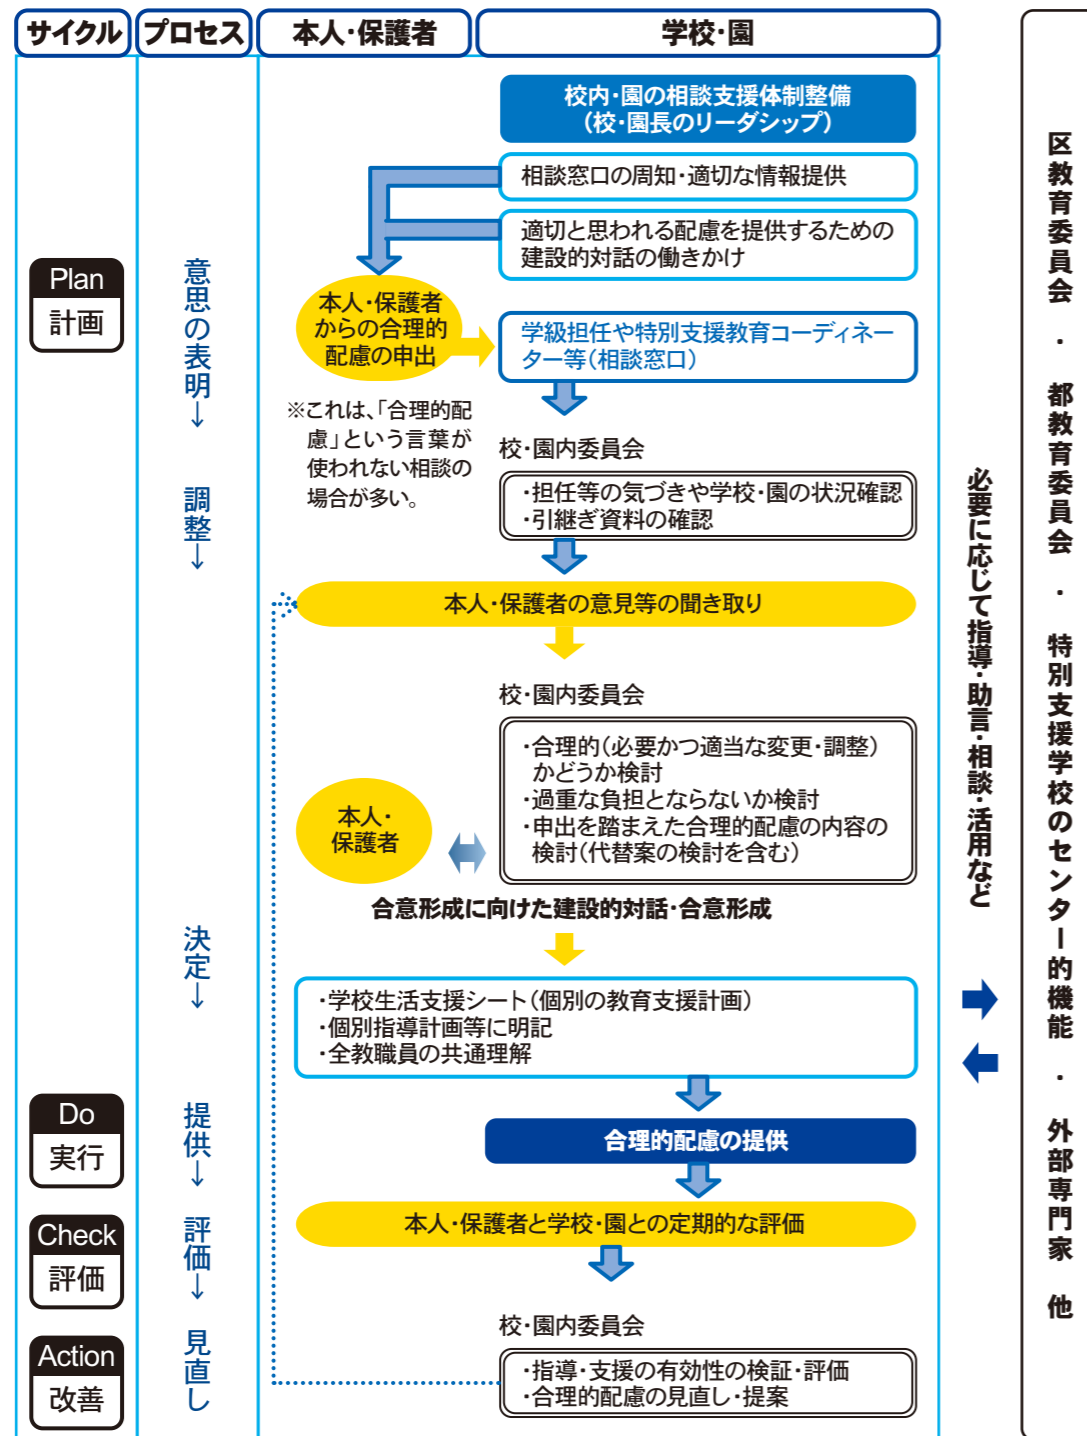 サイクル
プロセス
本人・保護者
学校・園
校内・園の相談支援体制整備
（校・園長のリーダシップ）
相談窓口の周知・適切な情報提供
適切と思われる配慮を提供するための
建設的対話の働きかけ
Plan
計画
意思の表明→
本人・保護者
からの合理的
配慮の申出
学級担任や特別支援教育コーディネー
ター等（相談窓口）
※これは、「合理的配
慮」という言葉が
使われない相談の
場合が多い。
調整→
校・園内委員会
・担任等の気づきや学校・園の状況確認
・引継ぎ資料の確認
本人・保護者の意見等の聞き取り
校・園内委員会
・合理的（必要かつ適当な変更・調整）
かどうか検討
・過重な負担とならないか検討
・申出を踏まえた合理的配慮の内容の
検討（代替案の検討を含む）
本人・
保護者
合意形成に向けた建設的対話・合意形成
決定→
・学校生活支援シート（個別の教育支援計画）
・個別指導計画等に明記
・全教職員の共通理解
Do
実行
提供→
合理的配慮の提供
Check
評価
評価→
本人・保護者と学校・園との定期的な評価
校・園内委員会
Action
改善
見直し
・指導・支援の有効性の検証・評価
・合理的配慮の見直し・提案
必要に応じて指導・助言・相談・活用など
区教育委員会 ・ 都教育委員会 ・ 特別支援学校のセンター的機能 ・ 外部専門家 他